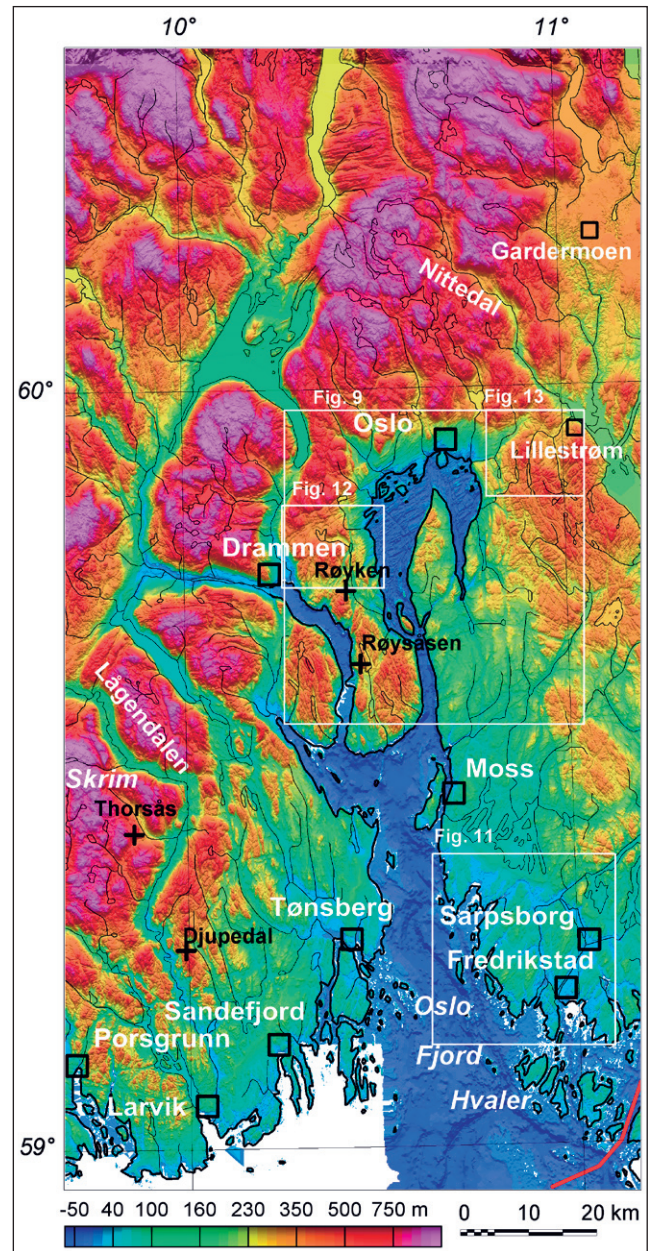 10° 11°
Gardermoen
Nittedal
60°
Fig. 9 Fig. 13
Oslo
Lillestrøm
Fig. 12
Drammen
Røyken
Røysåsen
Lågendalen
Skrim
Moss
Thorsås
Fig. 11
Tønsberg
Sarpsborg
Djupedal
Fredrikstad
Oslo
Sandefjord
Porsgrunn
Fjord
Hvaler
Larvik
59°
-50 40 100 160 230 350 500 750 m
0 10 20 km